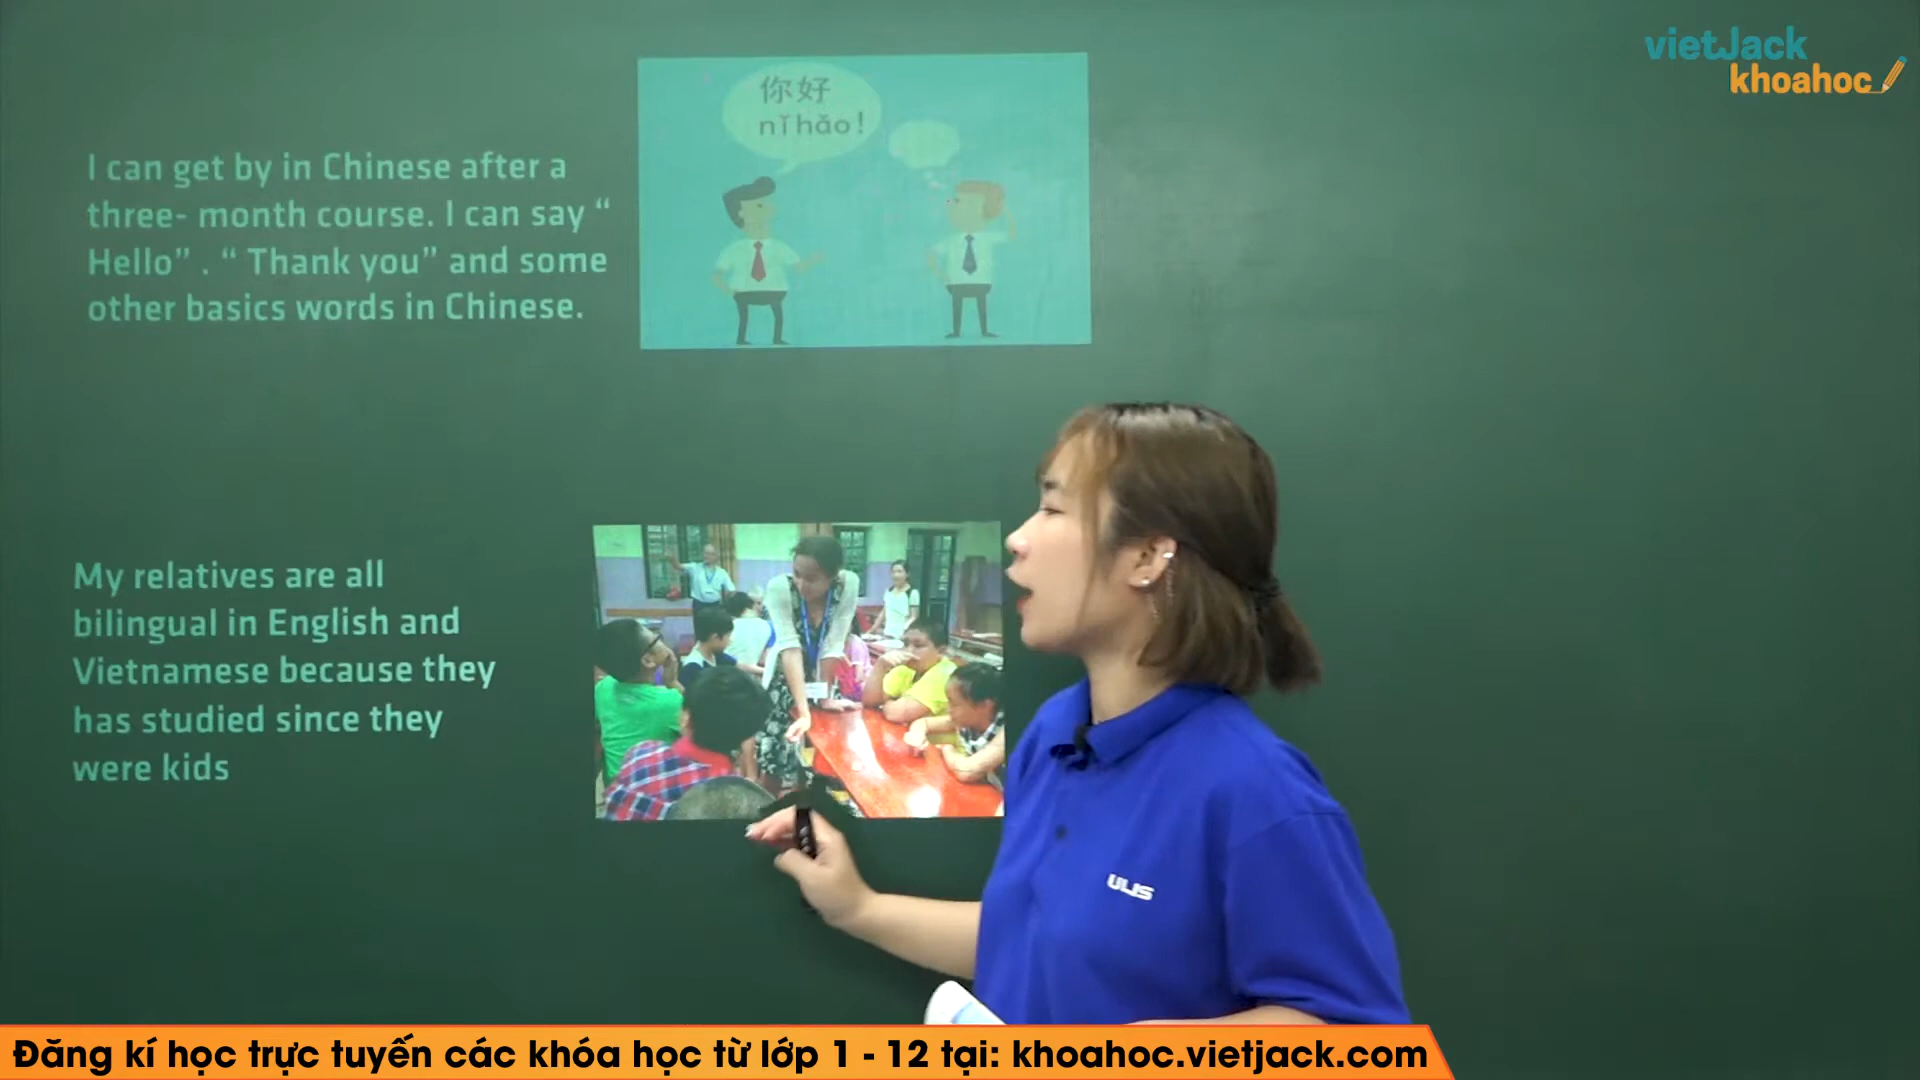 vietJack
khoahoc
你好
nǐ hǎo!
I can get by in Chinese after a
three- month course. I can say “
Hello” . “ Thank you” and some
other basics words in Chinese.
My relatives are all
bilingual in English and
Vietnamese because they
has studied since they
were kids
ULIS
Đăng kí học trực tuyến các khóa học từ lớp 1 - 12 tại: khoahoc.vietjack.com